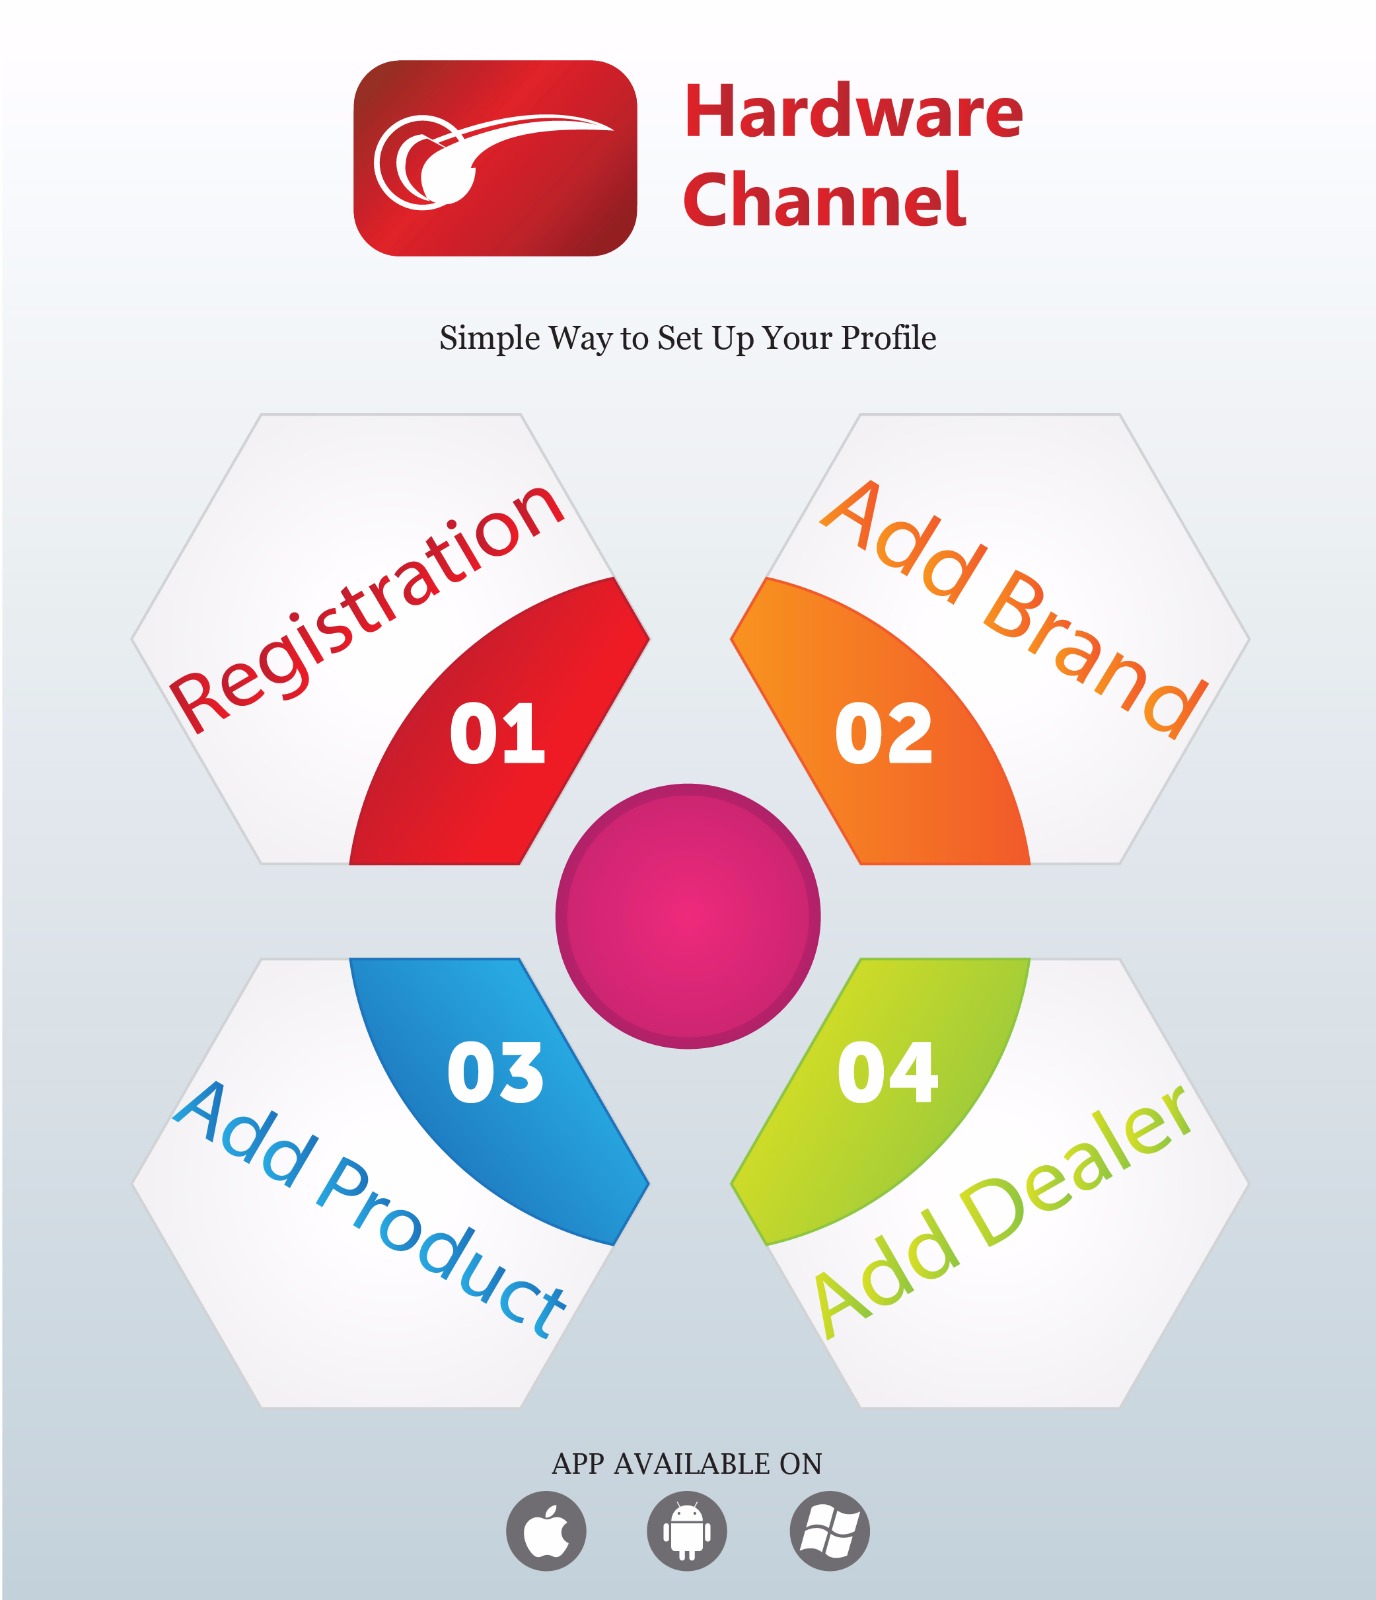 Hardware
Channel
Simple Way to Set Up Your Profile
Registration
01
Add Brand
02
03
Add Product
04
Add Dealer
APP AVAILABLE ON